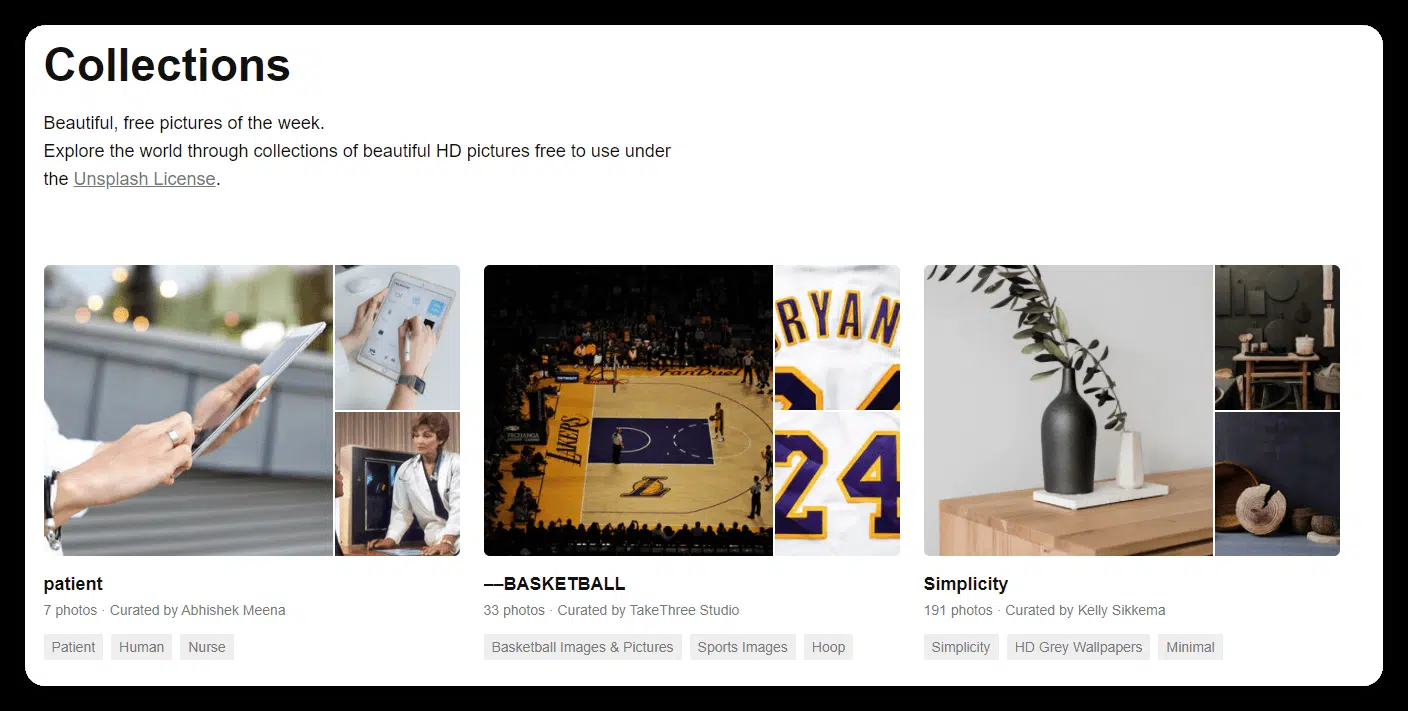 Collections
Beautiful, free pictures of the week.
Explore the world through collections of beautiful HD pictures free to use under
the Unsplash License.
FanDuel
LAKERS
L
RYAN
24
24
patient
7 photos · Curated by Abhishek Meena
Patient
Human
Nurse
––BASKETBALL
33 photos · Curated by TakeThree Studio
Basketball Images & Pictures
Sports Images
Hoop
Simplicity
191 photos · Curated by Kelly Sikkema
Simplicity
HD Grey Wallpapers
Minimal